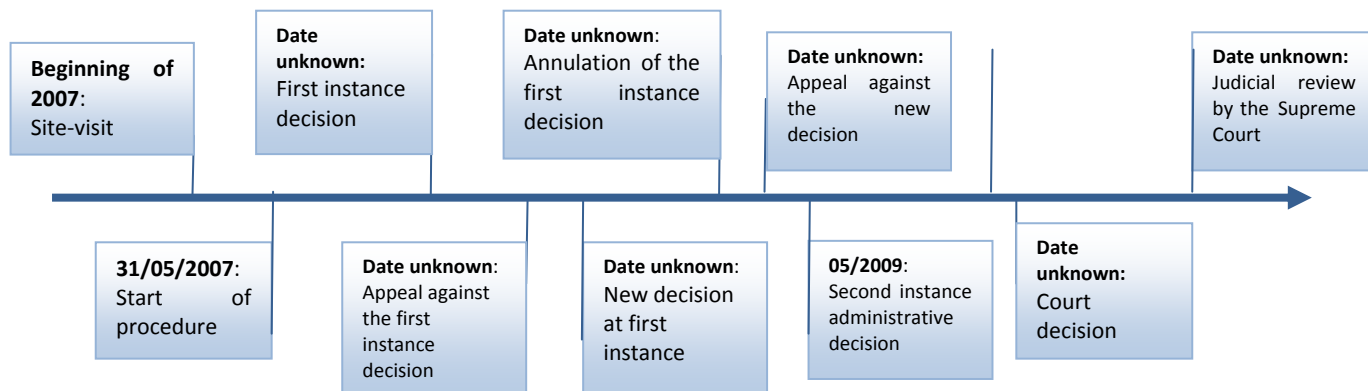 Beginning of
2007:
Site-visit
Date
unknown:
First instance
decision
Date unknown:
Annulation of the
first instance
decision
Date unknown:
Appeal against
the new
decision
Date unknown:
Judicial review
by the Supreme
Court
31/05/2007:
Start of
procedure
Date unknown:
Appeal against
the first
instance
decision
Date unknown:
New decision
at first
instance
05/2009:
Second instance
administrative
decision
Date
unknown:
Court
decision